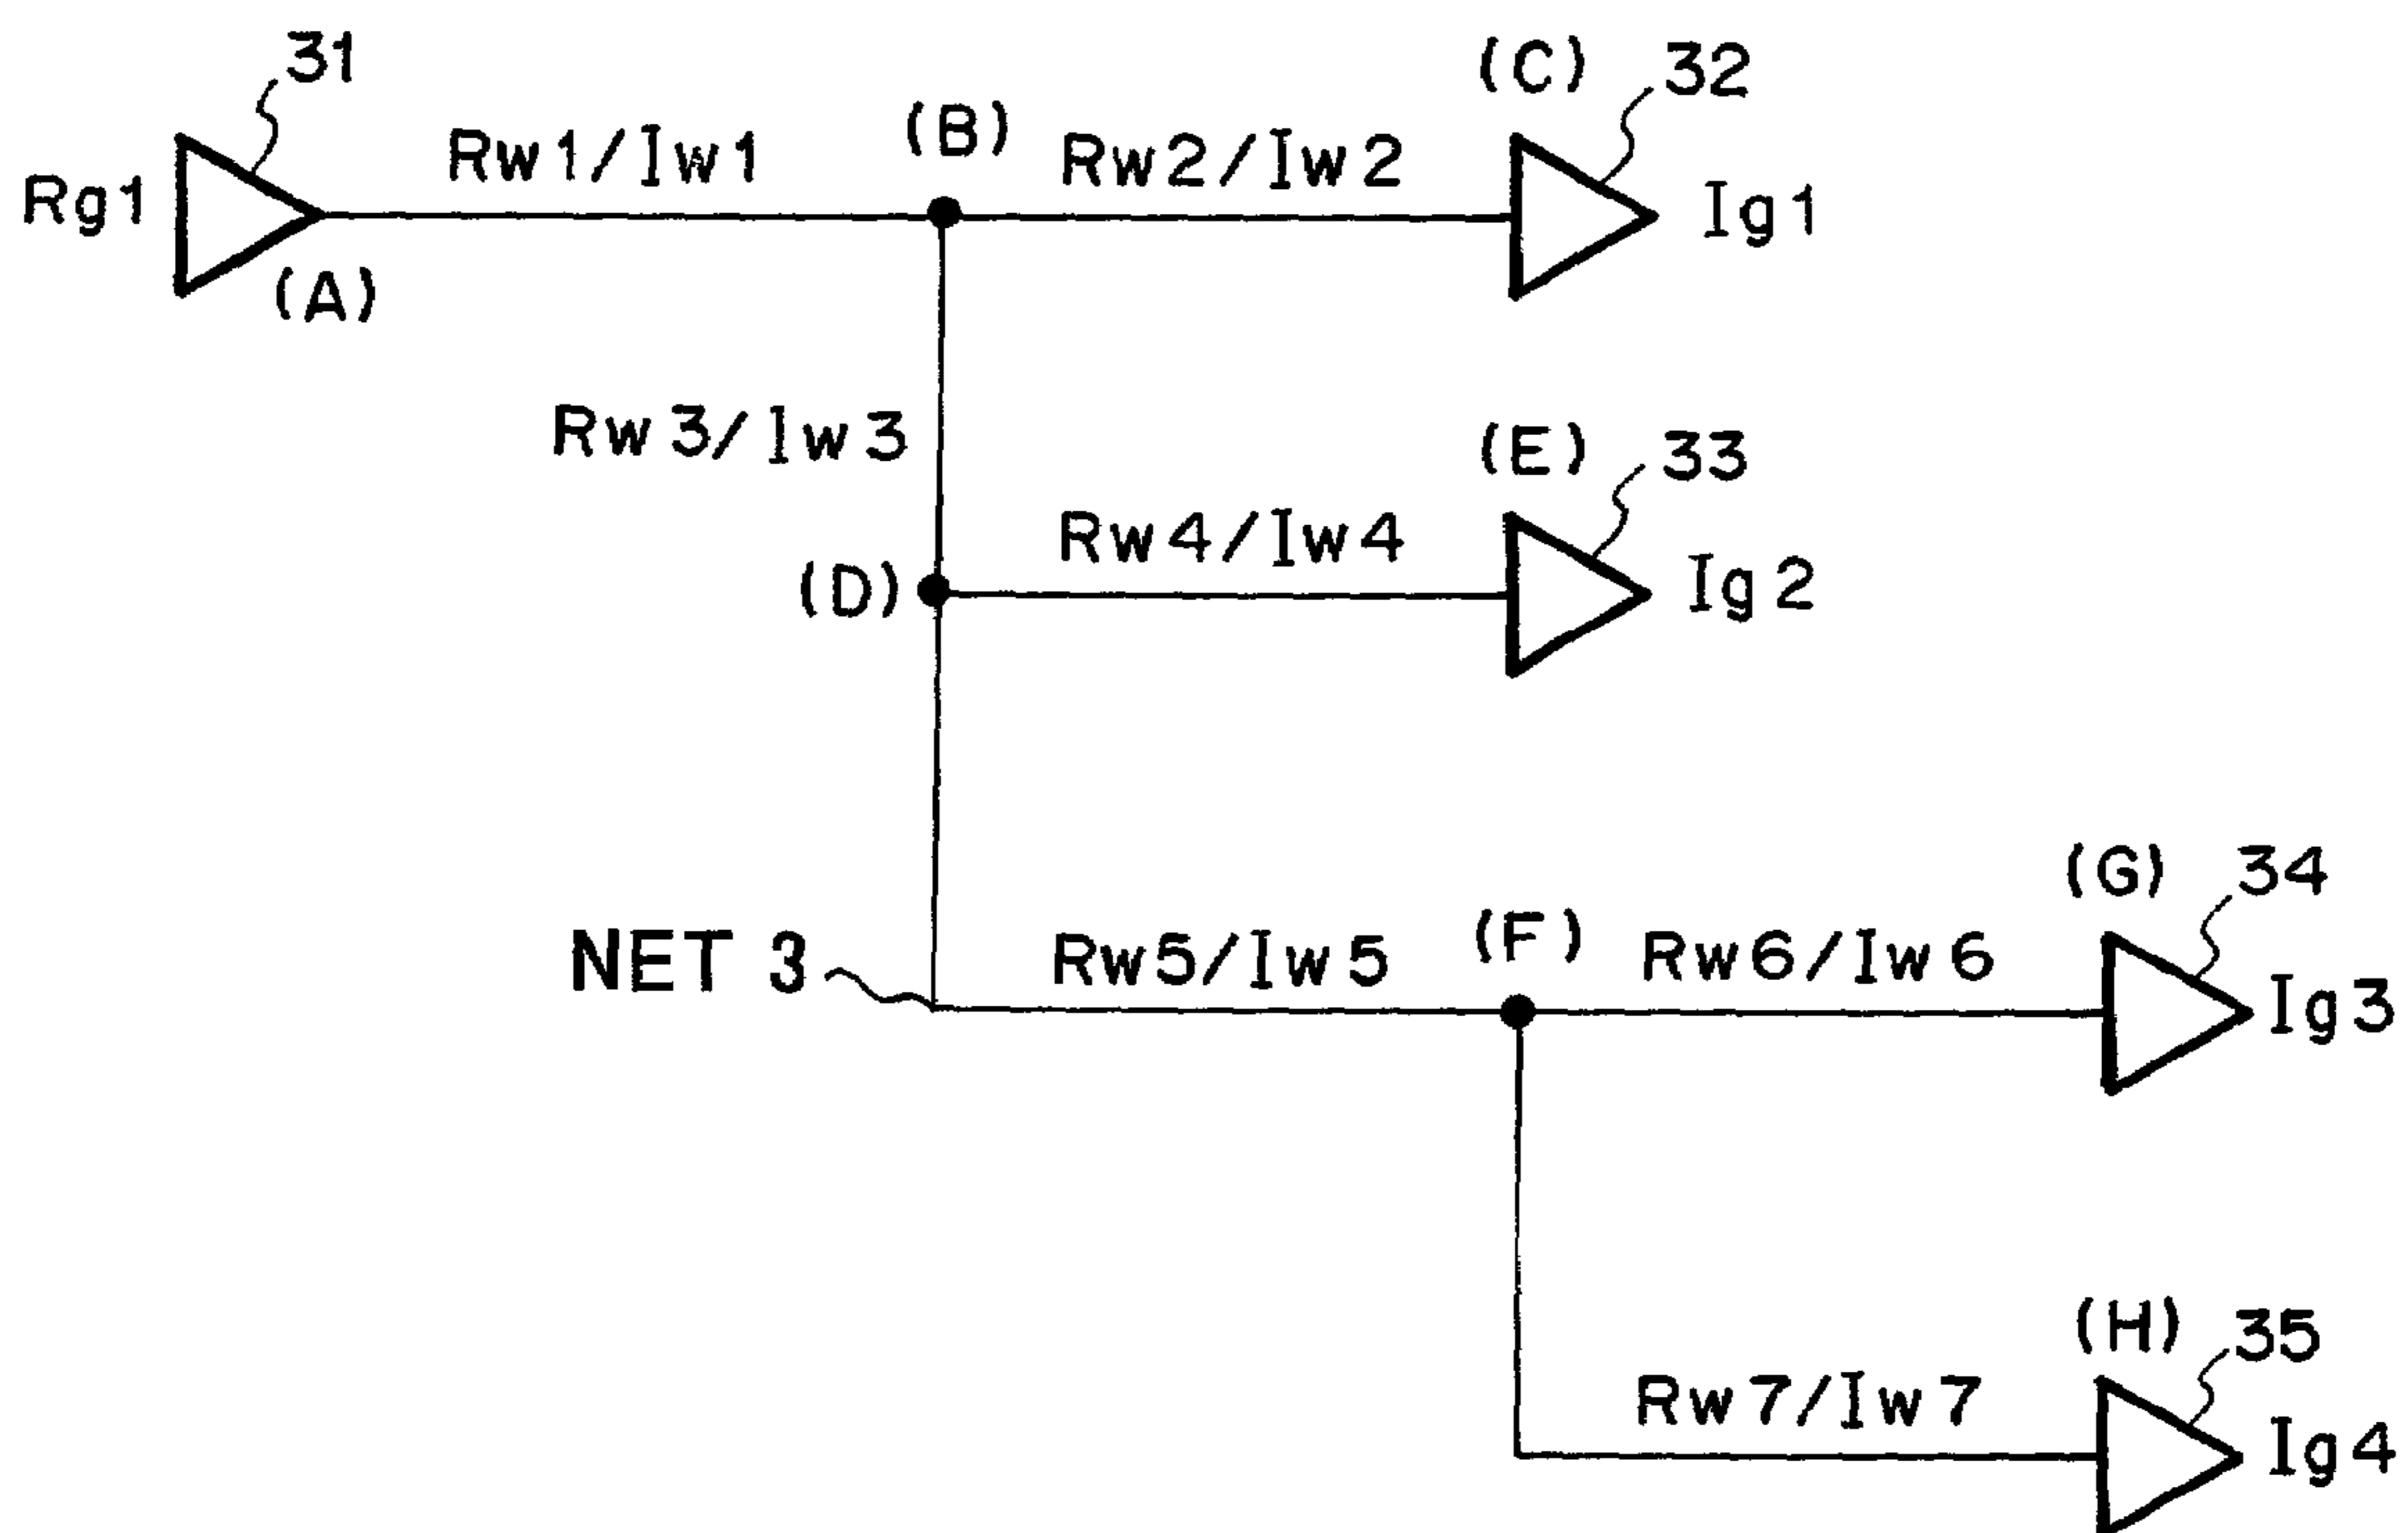 31
(C) 32
(B)
Rw1/Iw1
Rw2/Iw2
Rg1
Ig1
(A)
Rw3/Iw3
(E) 33
Rw4/Iw4
(D)
Ig2
(G) 34
NET 3
Rw5/Iw5
(F)
Rw6/Iw6
Ig3
(H) 35
Rw7/Iw7
Ig4